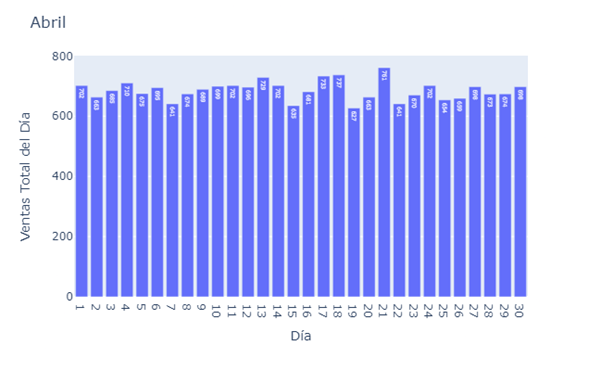 Abril
Ventas Total del Día
800
600
400
200
0
702 663 685 710 675 695 641 674 689 699 702 696 728 702 635 681 733 737 627 663 761 641 670 702 654 659 698 673 674 698
1 2 3 4 5 6 7 8 9 10 11 12 13 14 15 16 17 18 19 20 21 22 23 24 25 26 27 28 29 30
Día